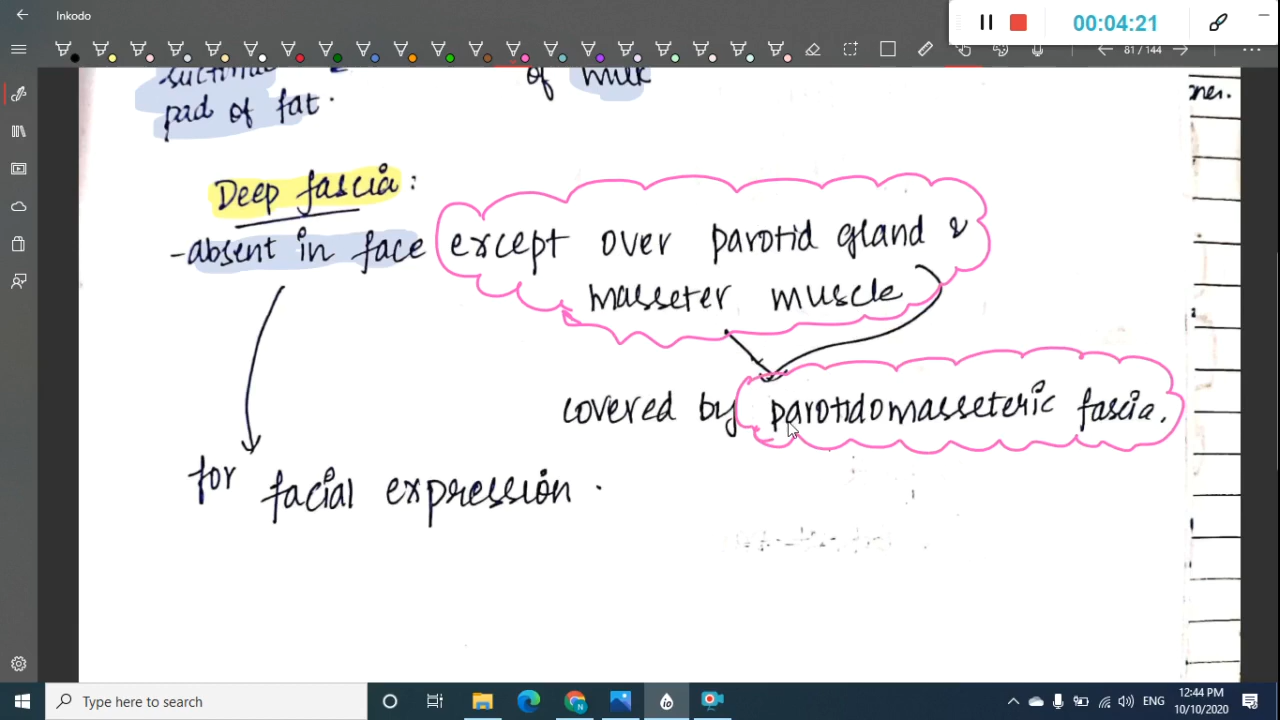 Inkodo
00:04:21
81 / 144
of milk
pad of fat.
Deep fascia:
-absent in face except over parotid gland &
masseter muscle
covered by parotidomasseteric fascia.
for facial expression.
Type here to search
ENG
12:44 PM
10/10/2020